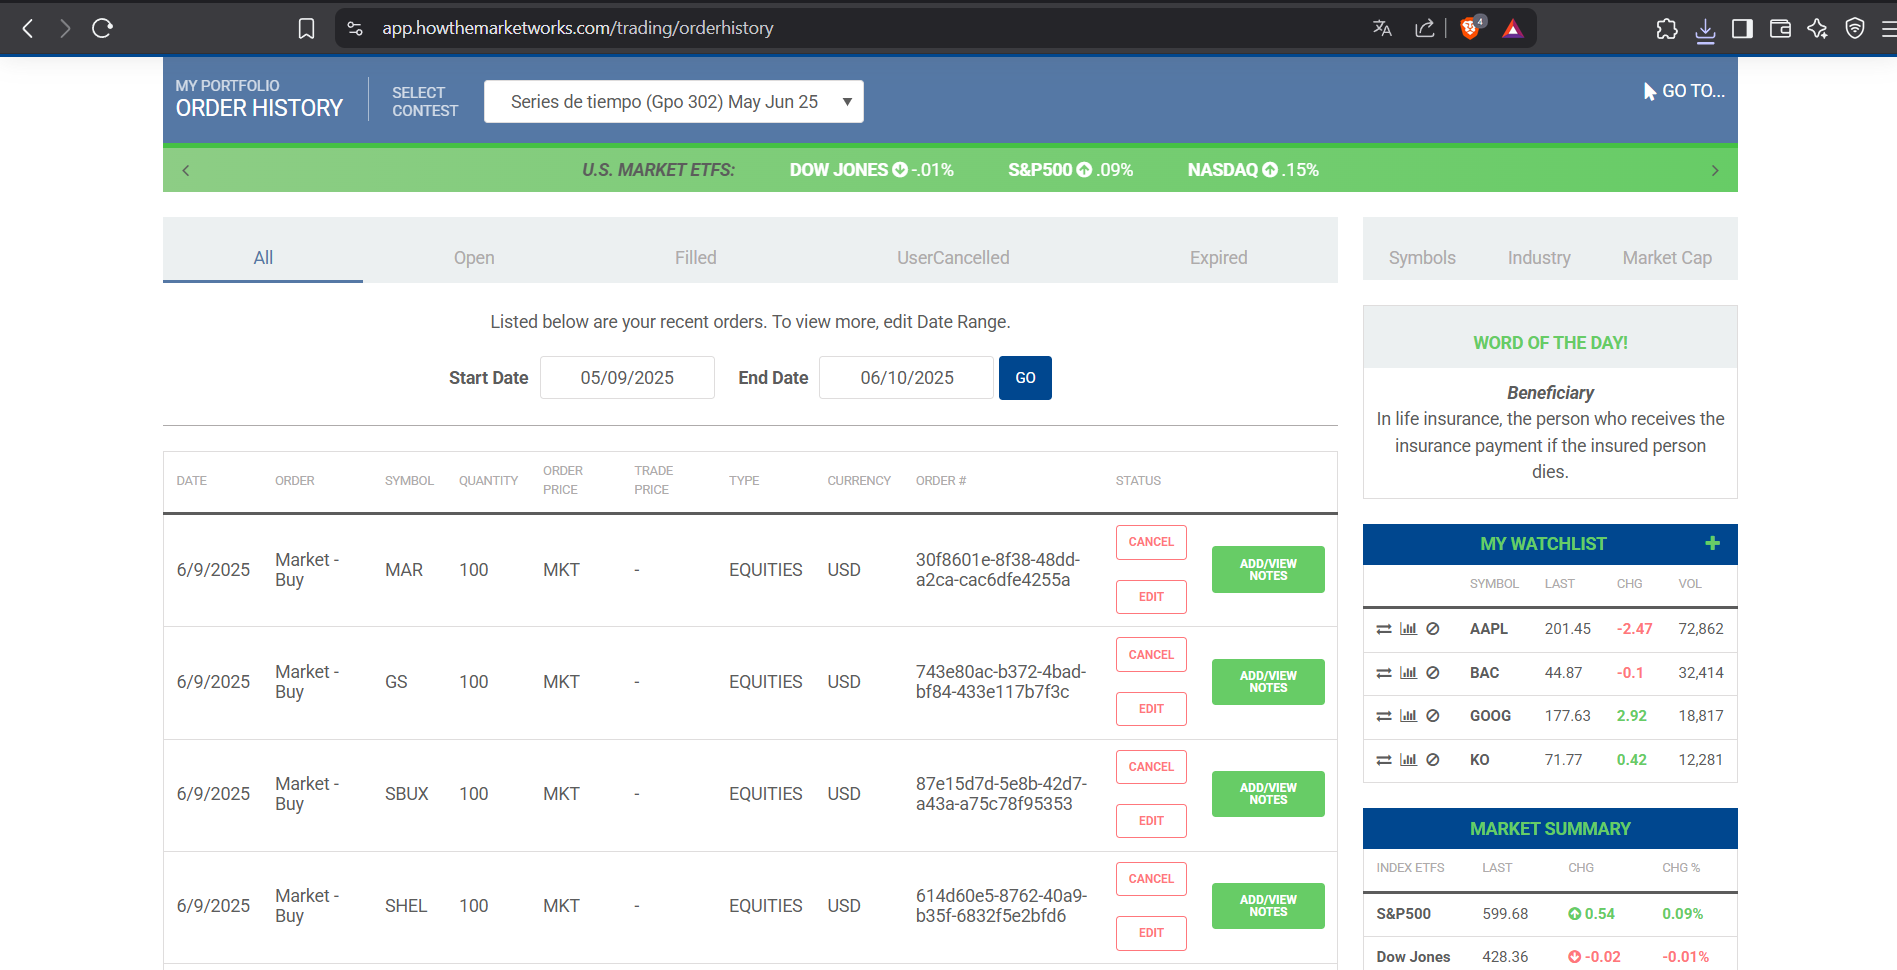 app.howthemarketworks.com/trading/orderhistory
4
MY PORTFOLIO
ORDER HISTORY
SELECT
CONTEST
Series de tiempo (Gpo 302) May Jun 25
GO TO...
U.S. MARKET ETFS: DOW JONES -.01% S&P500 .09% NASDAQ .15%
All Open Filled UserCancelled Expired
Listed below are your recent orders. To view more, edit Date Range.
Start Date 05/09/2025 End Date 06/10/2025 GO
DATE ORDER SYMBOL QUANTITY ORDER PRICE TRADE PRICE TYPE CURRENCY ORDER # STATUS
6/9/2025 Market - Buy MAR 100 MKT - EQUITIES USD 30f8601e-8f38-48dd-a2ca-cac6dfe4255a CANCEL EDIT ADD/VIEW NOTES
6/9/2025 Market - Buy GS 100 MKT - EQUITIES USD 743e80ac-b372-4bad-bf84-433e117b7f3c CANCEL EDIT ADD/VIEW NOTES
6/9/2025 Market - Buy SBUX 100 MKT - EQUITIES USD 87e15d7d-5e8b-42d7-a43a-a75c78f95353 CANCEL EDIT ADD/VIEW NOTES
6/9/2025 Market - Buy SHEL 100 MKT - EQUITIES USD 614d60e5-8762-40a9-b35f-6832f5e2bfd6 CANCEL EDIT ADD/VIEW NOTES
Symbols Industry Market Cap
WORD OF THE DAY!
Beneficiary
In life insurance, the person who receives the
insurance payment if the insured person
dies.
MY WATCHLIST
SYMBOL LAST CHG VOL
AAPL 201.45 -2.47 72,862
BAC 44.87 -0.1 32,414
GOOG 177.63 2.92 18,817
KO 71.77 0.42 12,281
MARKET SUMMARY
INDEX ETFS LAST CHG CHG %
S&P500 599.68 0.54 0.09%
Dow Jones 428.36 -0.02 -0.01%